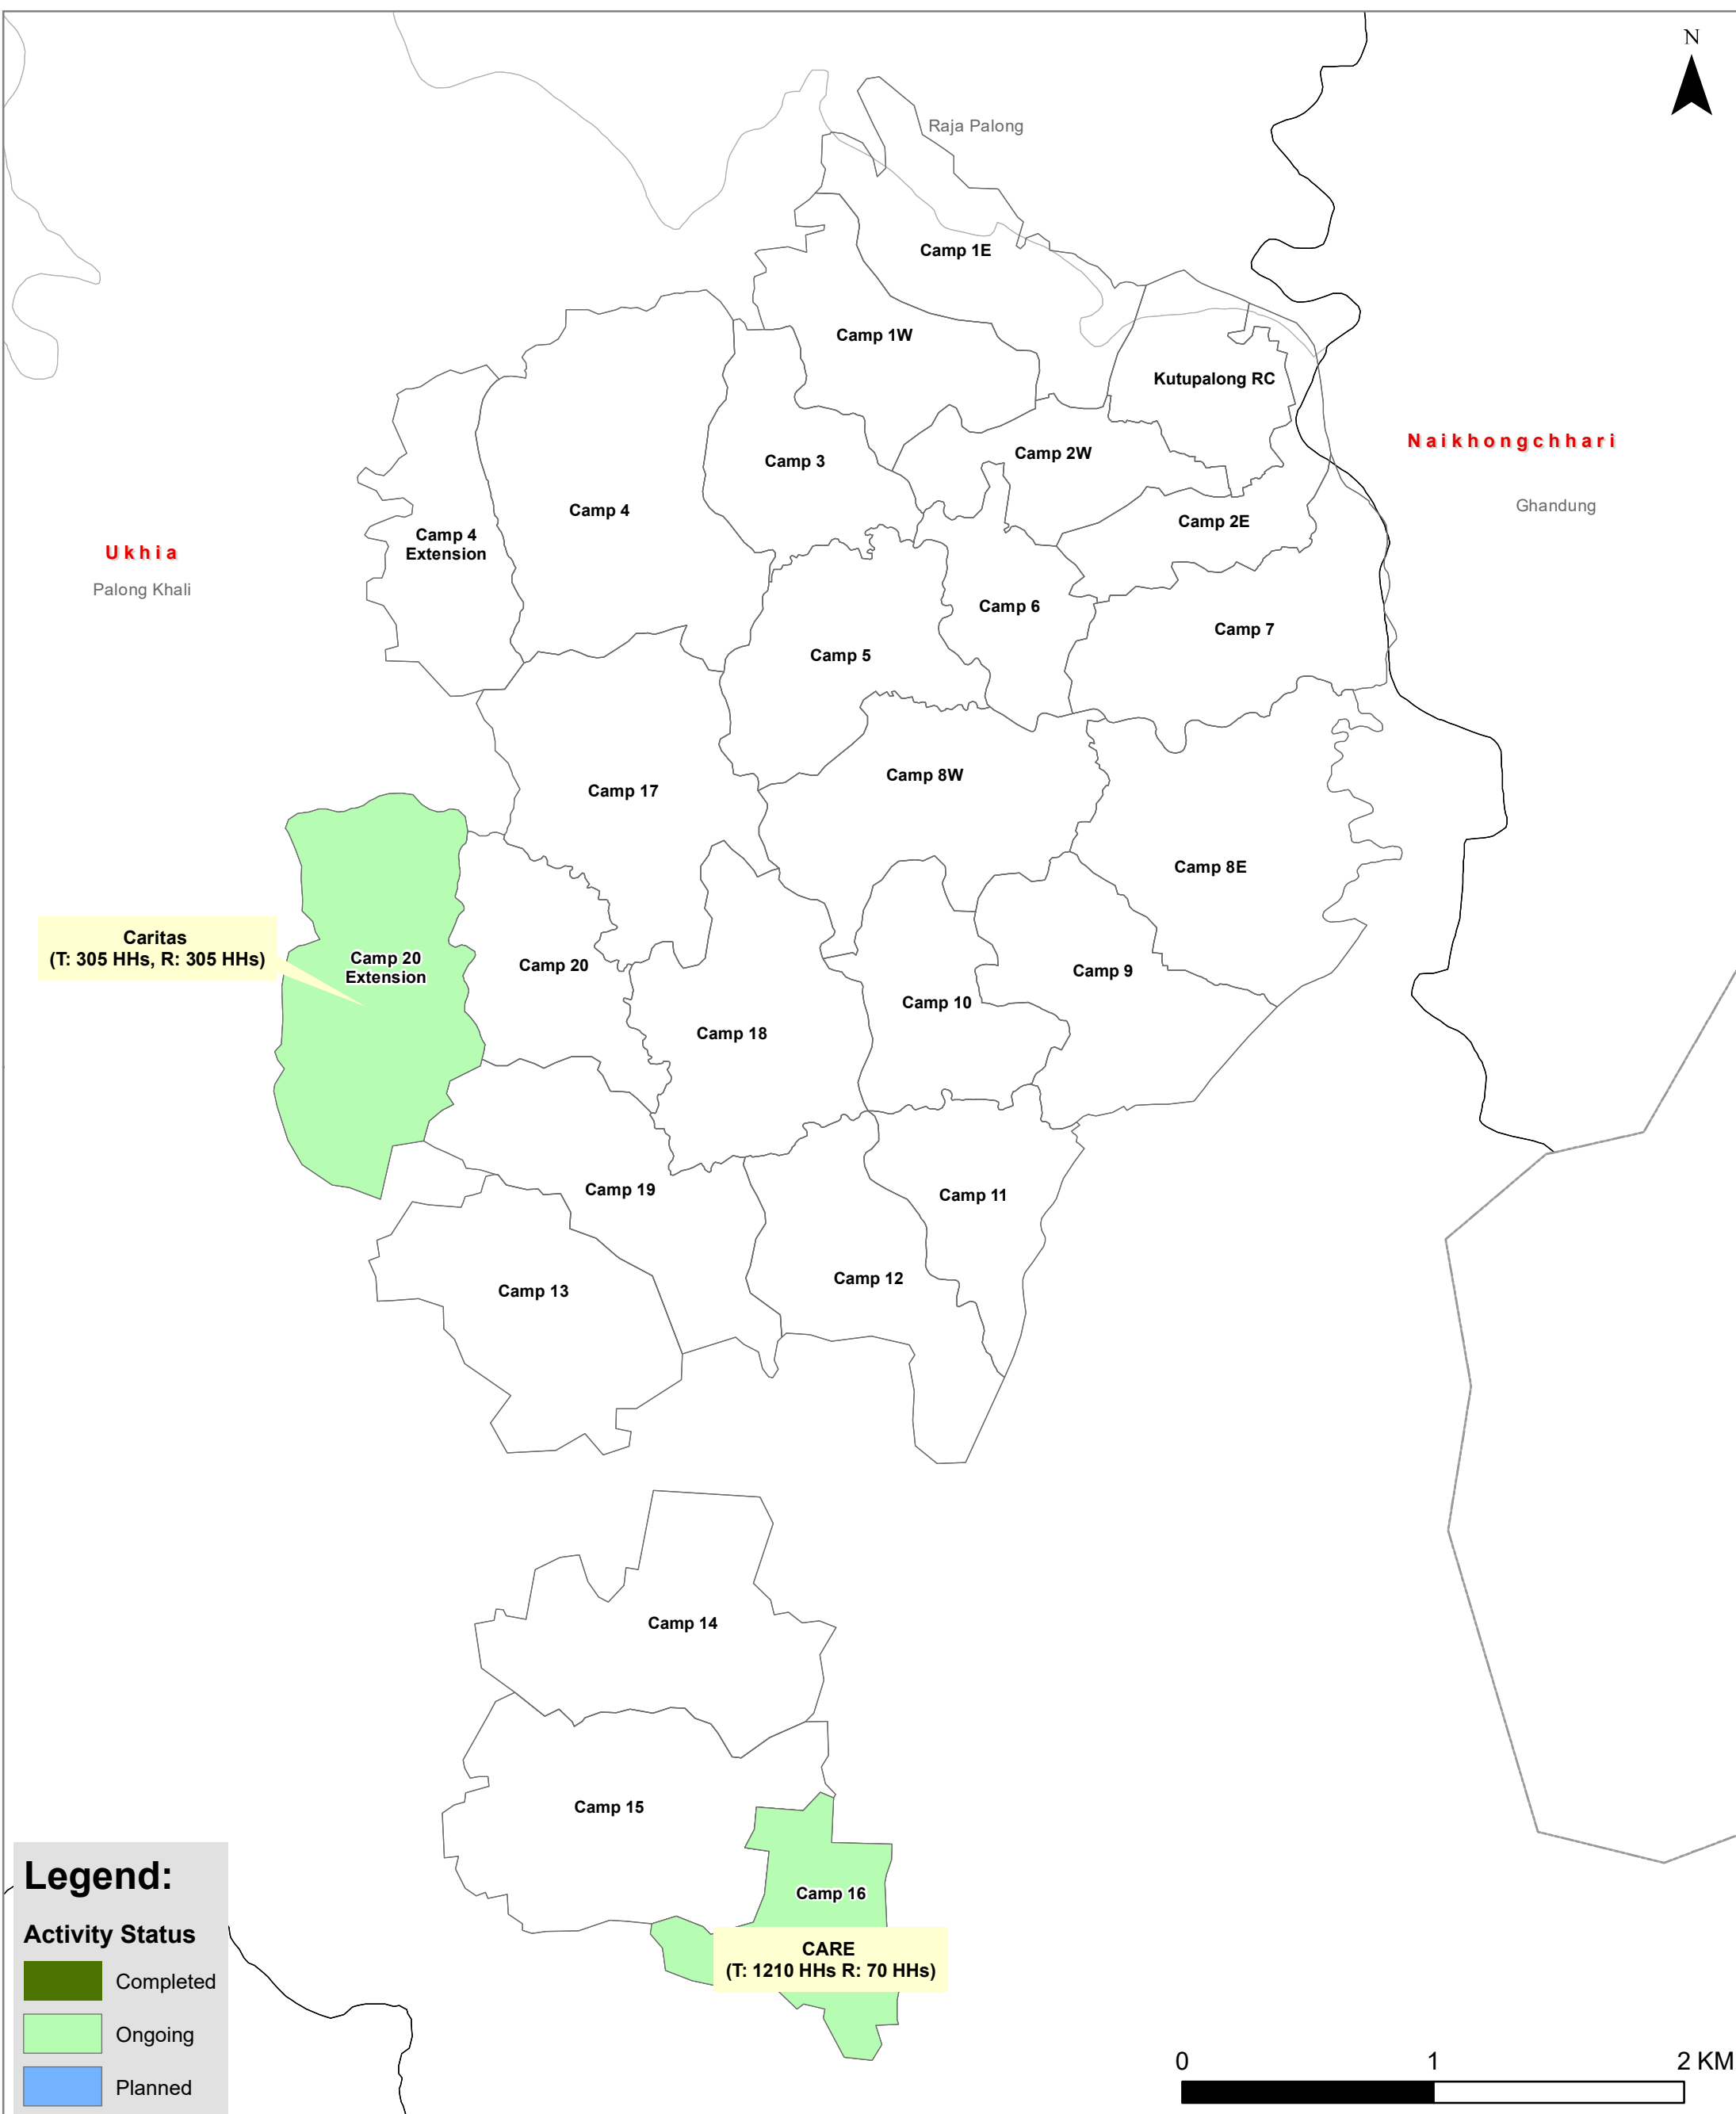 N
Raja Palong
Camp 1E
Camp 1W
Kutupalong RC
Naikhongchhari
Camp 2W
Camp 3
Ghandung
Camp 4
Camp 2E
Camp 4
Extension
Ukhia
Palong Khali
Camp 6
Camp 7
Camp 5
Camp 8W
Camp 17
Camp 8E
Caritas
(T: 305 HHs, R: 305 HHs)
Camp 20
Extension
Camp 20
Camp 9
Camp 10
Camp 18
Camp 19
Camp 11
Camp 12
Camp 13
Camp 14
Camp 15
Camp 16
CARE
(T: 1210 HHs R: 70 HHs)
Legend:
Activity Status
Completed
Ongoing
Planned
0 1 2 KM